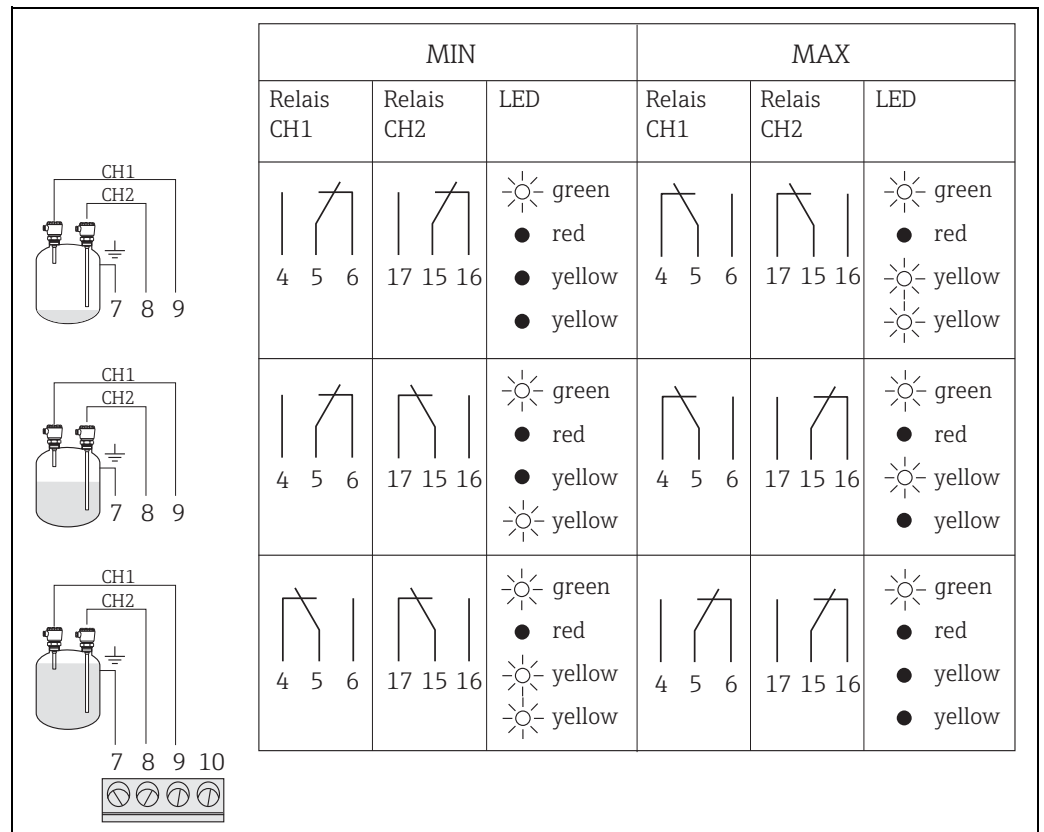 MIN MAX
Relais CH1 Relais CH2 LED Relais CH1 Relais CH2 LED
CH1
CH2
7 8 9
4 5 6 17 15 16
green
red
yellow
yellow
4 5 6 17 15 16
green
red
yellow
yellow
CH1
CH2
7 8 9
4 5 6 17 15 16
green
red
yellow
yellow
4 5 6 17 15 16
green
red
yellow
yellow
CH1
CH2
4 5 6 17 15 16
green
red
yellow
yellow
4 5 6 17 15 16
green
red
yellow
yellow
7 8 9 10